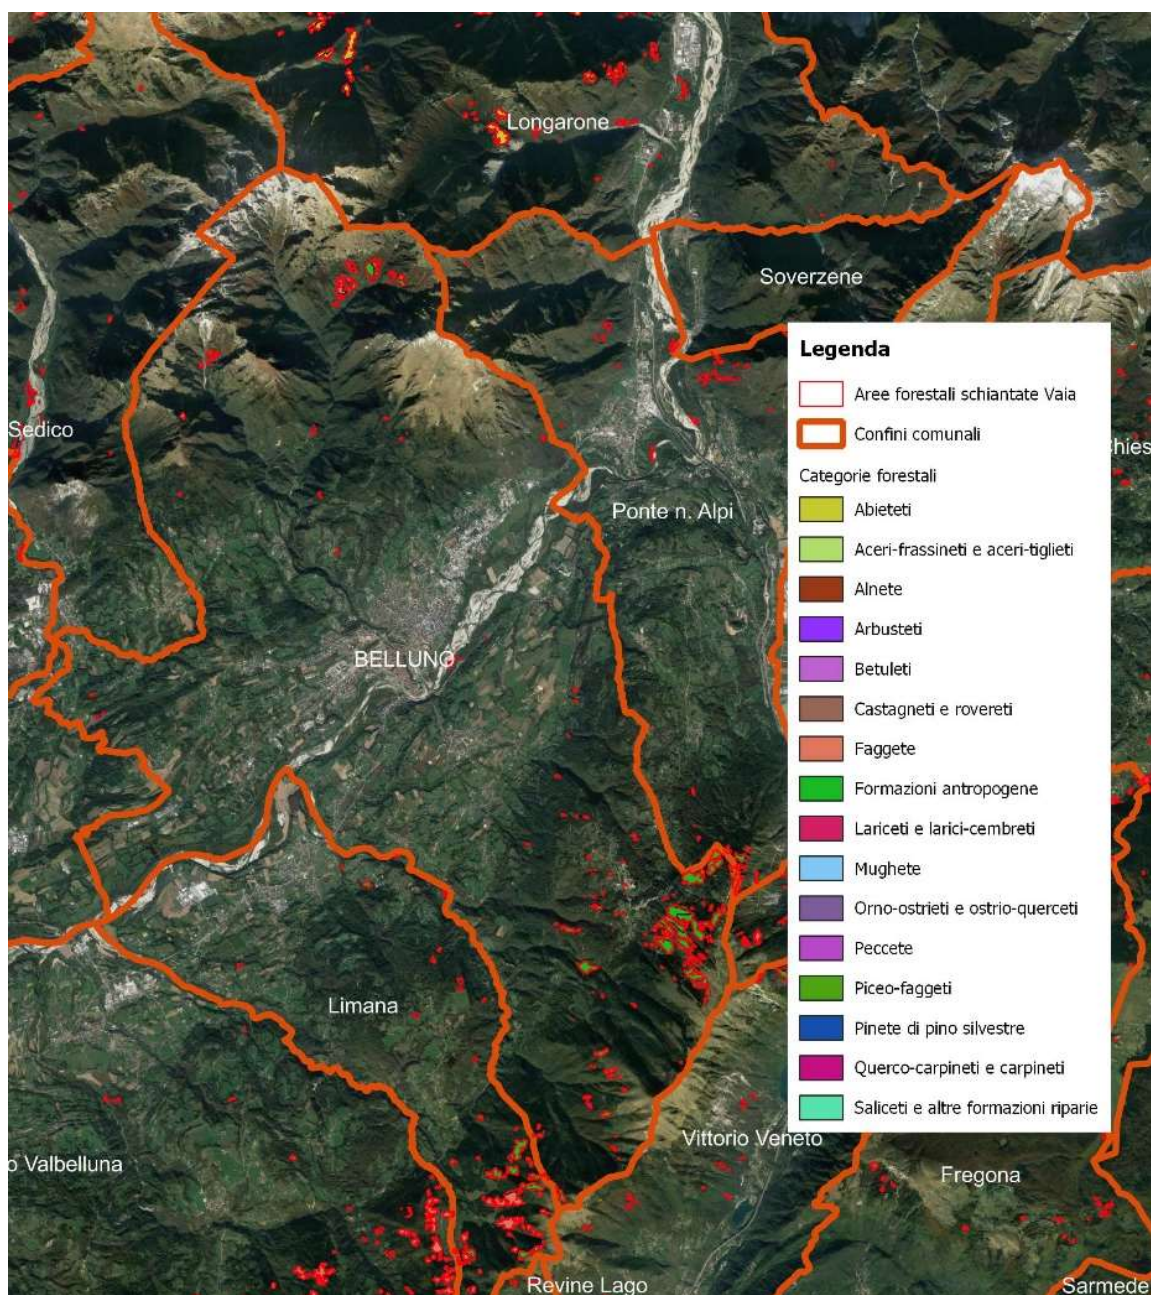 Longarone
Soverzene
Sedico
Ponte n. Alpi
BELLUNO
Limana
o Valbelluna
Vittorio Veneto
Fregona
Revine Lago
Sarmede
Chies
Legenda
Aree forestali schiantate Vaia
Confini comunali
Categorie forestali
Abieteti
Aceri-frassineti e aceri-tiglieti
Alnete
Arbusteti
Betuleti
Castagneti e rovereti
Faggete
Formazioni antropogene
Lariceti e larici-cembreti
Mughete
Orno-ostrieti e ostrio-querceti
Peccete
Piceo-faggeti
Pinete di pino silvestre
Querco-carpineti e carpineti
Saliceti e altre formazioni riparie